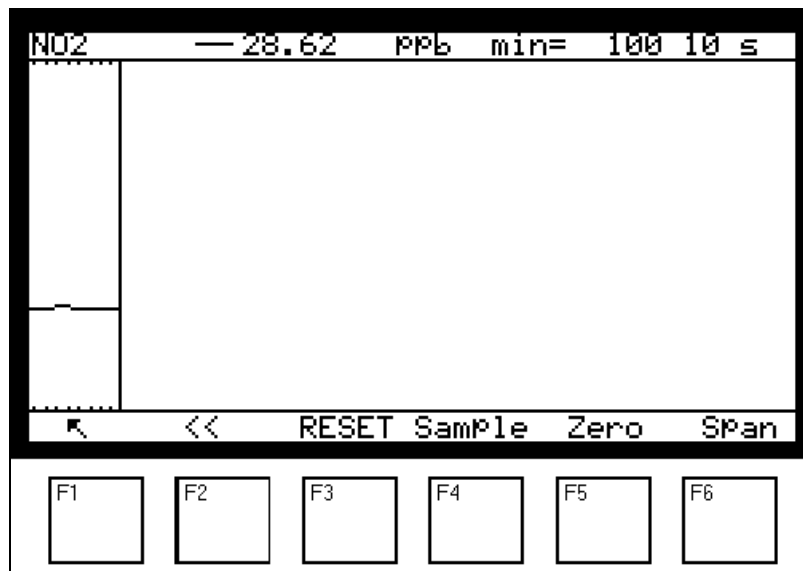 NO2 — 28.62 ppb min= 100 10 s
↖ << RESET Sample Zero Span
F1 F2 F3 F4 F5 F6